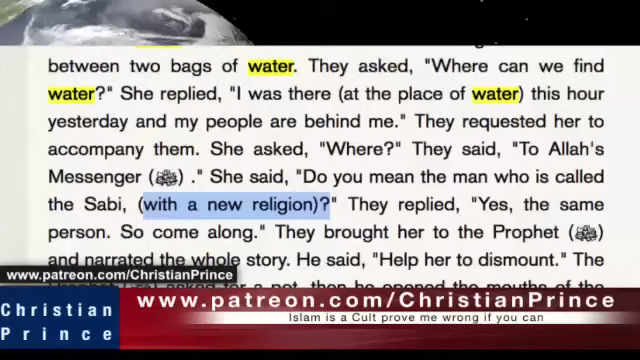 between two bags of water. They asked, "Where can we find
water?" She replied, "I was there (at the place of water) this hour
yesterday and my people are behind me." They requested her to
accompany them. She asked, "Where?" They said, "To Allah's
Messenger (ﷺ) ." She said, "Do you mean the man who is called
the Sabi, (with a new religion)?" They replied, "Yes, the same
person. So come along." They brought her to the Prophet (ﷺ)
and narrated the whole story. He said, "Help her to dismount." The
www.patreon.com/ChristianPrince
Christian
Prince
www.patreon.com/ChristianPrince
Islam is a Cult prove me wrong if you can